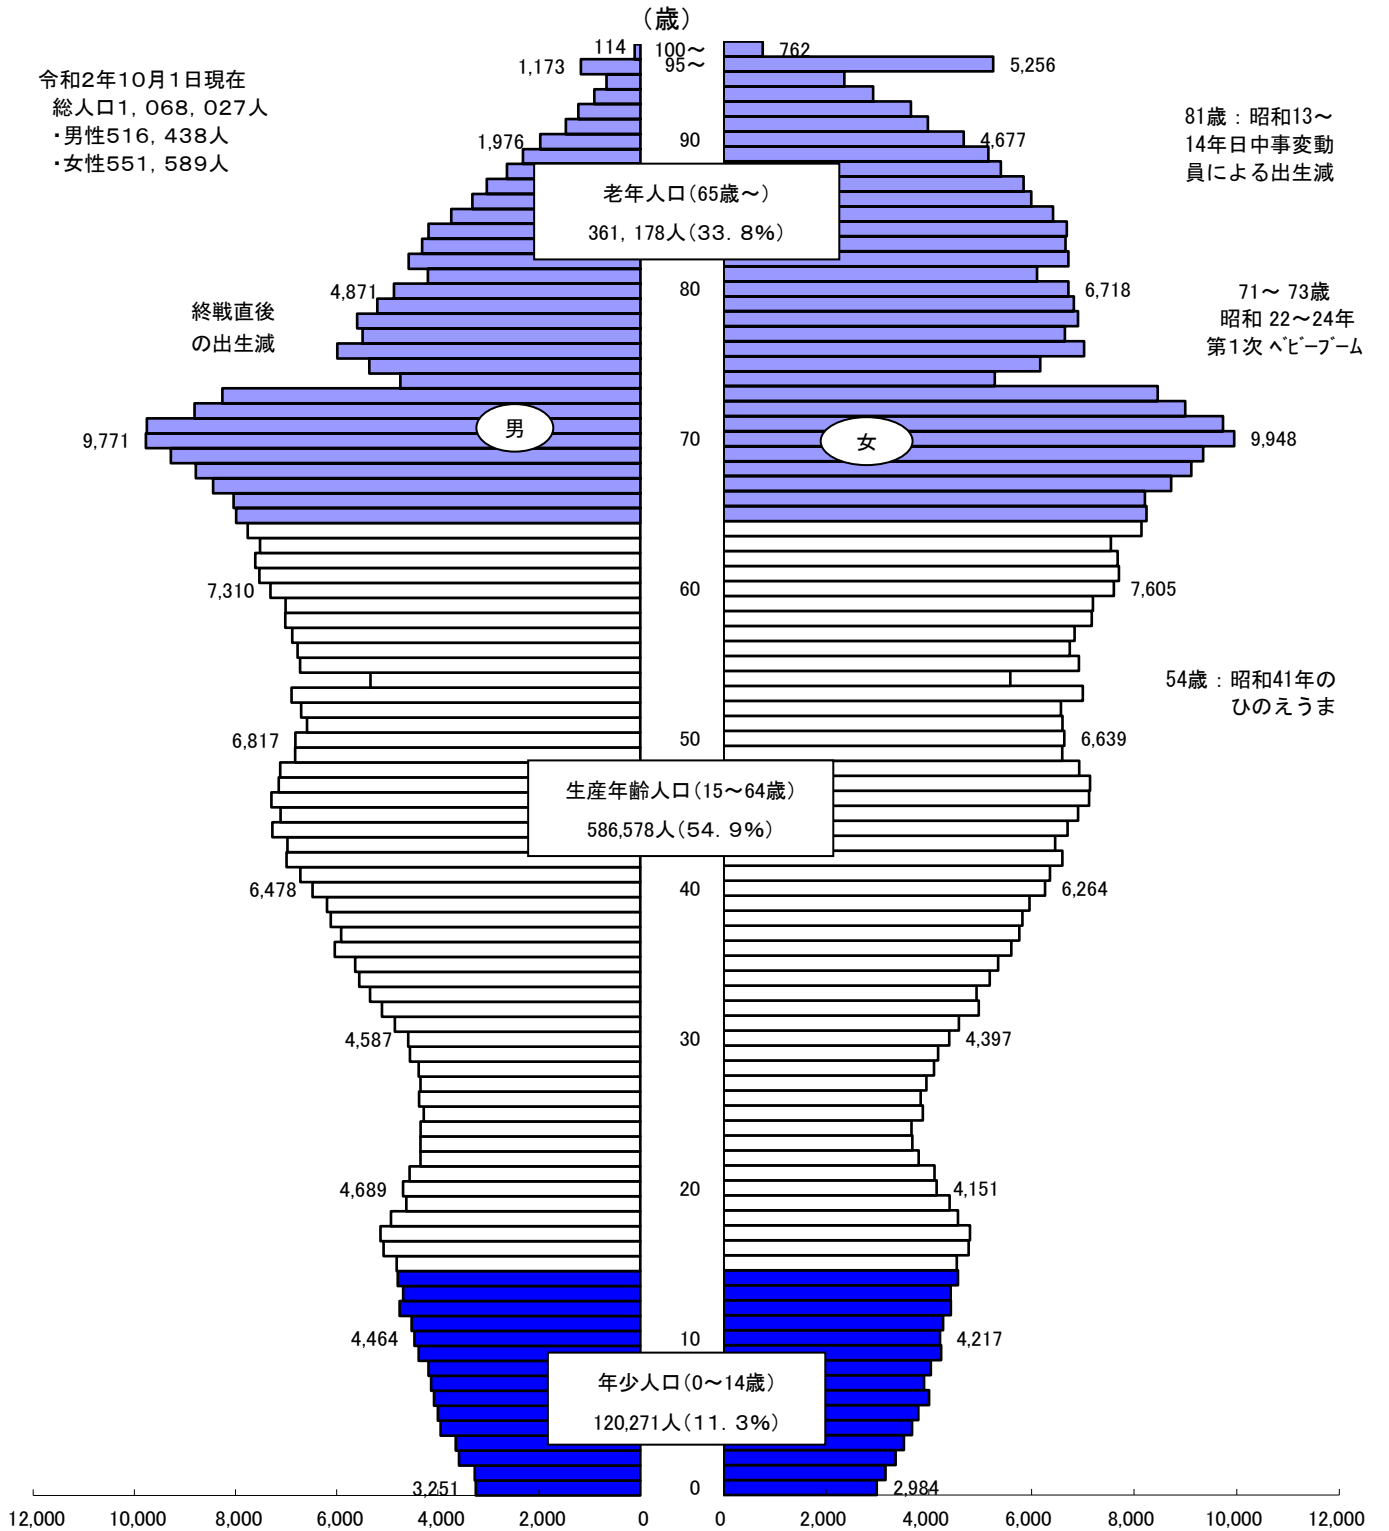 （歳）
114
100～
762
1,173
95～
5,256
令和2年10月1日現在
総人口1，068，027人
・男性516，438人
・女性551，589人
81歳：昭和13～
14年日中事変動
員による出生減
1,976
90
4,677
老年人口（65歳～）
361，178人（33．8%）
4,871
80
6,718
終戦直後
の出生減
71～ 73歳
昭和 22～24年
第1次 ﾍﾞﾋﾞｰﾌﾞｰﾑ
男
女
9,771
70
9,948
7,310
60
7,605
54歳：昭和41年の
ひのえうま
6,817
50
6,639
生産年齢人口（15～64歳）
586,578人（54．9%）
6,478
40
6,264
4,587
30
4,397
4,689
20
4,151
4,464
10
4,217
年少人口（0～14歳）
120,271人（11．3%）
3,251
0
2,984
12,000 10,000 8,000 6,000 4,000 2,000 0 0 2,000 4,000 6,000 8,000 10,000 12,000